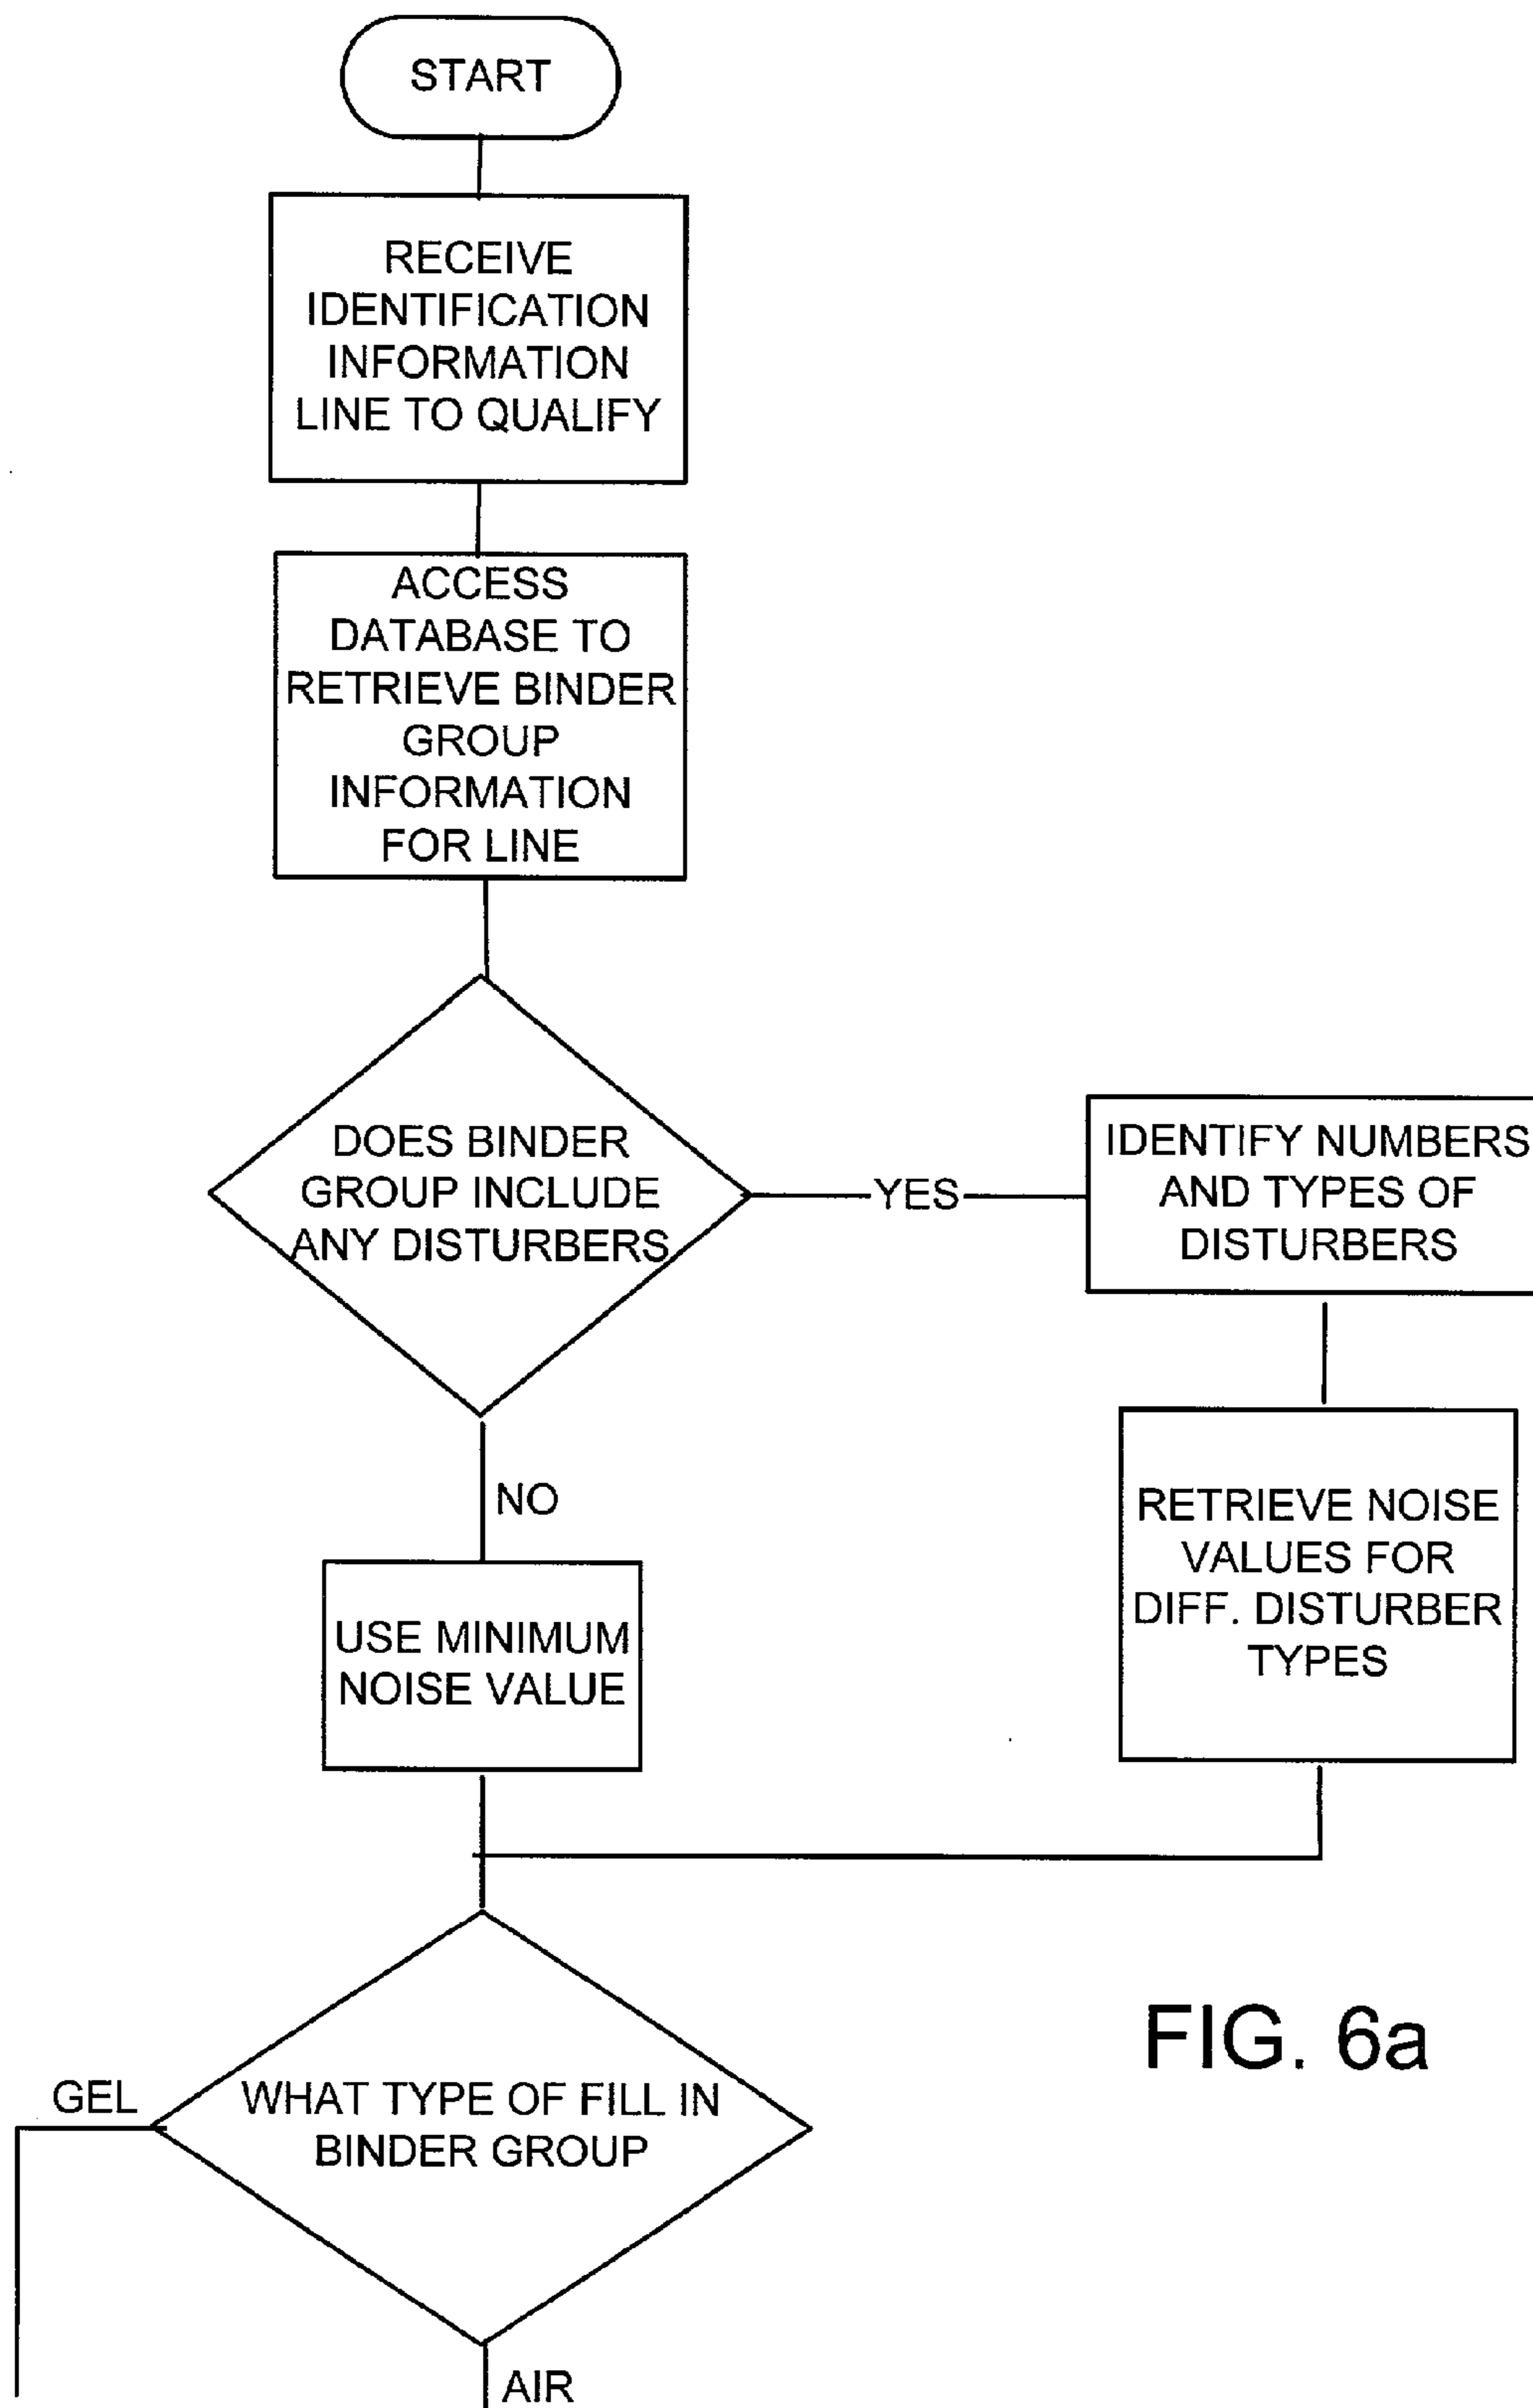 START
RECEIVE
IDENTIFICATION
INFORMATION
LINE TO QUALIFY
ACCESS
DATABASE TO
RETRIEVE BINDER
GROUP
INFORMATION
FOR LINE
DOES BINDER
GROUP INCLUDE
ANY DISTURBERS
YES
IDENTIFY NUMBERS
AND TYPES OF
DISTURBERS
NO
RETRIEVE NOISE
VALUES FOR
DIFF. DISTURBER
TYPES
USE MINIMUM
NOISE VALUE
FIG. 6a
GEL
WHAT TYPE OF FILL IN
BINDER GROUP
AIR